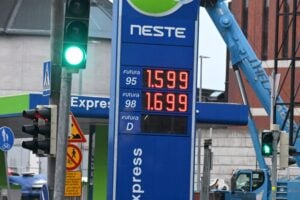 NESTE
Futura
95 1.599
Futura
98 1.699
Futura
D
Express
express